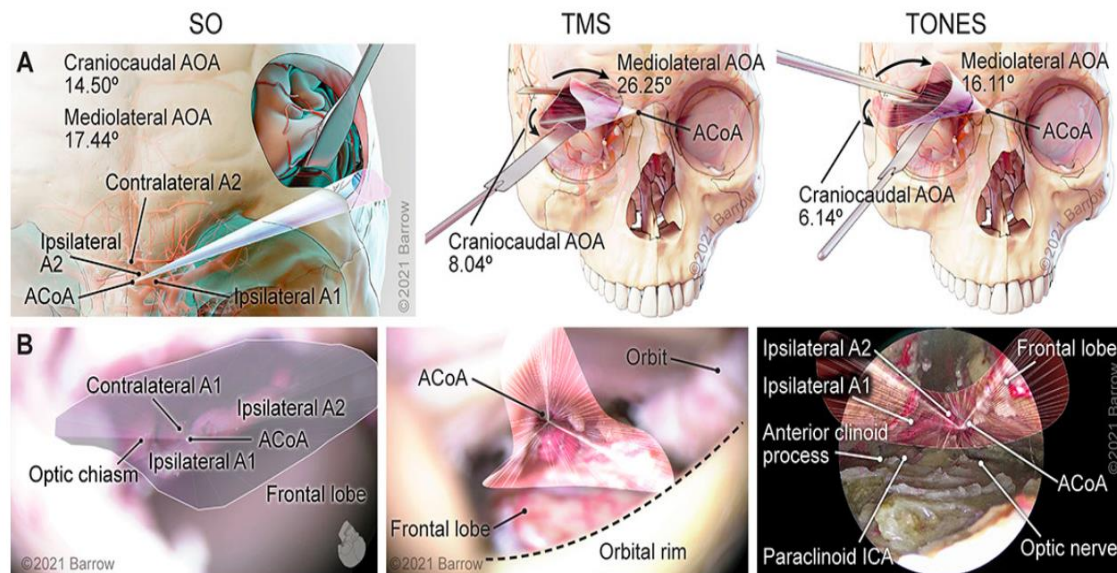 SO
TMS
TONES
A
Craniocaudal AOA
14.50º
Mediolateral AOA
17.44º
Contralateral A2
Ipsilateral
A2
ACoA
Ipsilateral A1
©2021 Barrow
Mediolateral AOA
26.25º
ACoA
Craniocaudal AOA
8.04º
©2021 Barrow
Mediolateral AOA
16.11º
ACoA
Craniocaudal AOA
6.14º
©2021 Barrow
B
Contralateral A1
Ipsilateral A2
ACoA
Optic chiasm
Ipsilateral A1
Frontal lobe
©2021 Barrow
ACoA
Orbit
Frontal lobe
Orbital rim
©2021 Barrow
Ipsilateral A2
Frontal lobe
Ipsilateral A1
Anterior clinoid
process
ACoA
Paraclinoid ICA
Optic nerve
©2021 Barrow